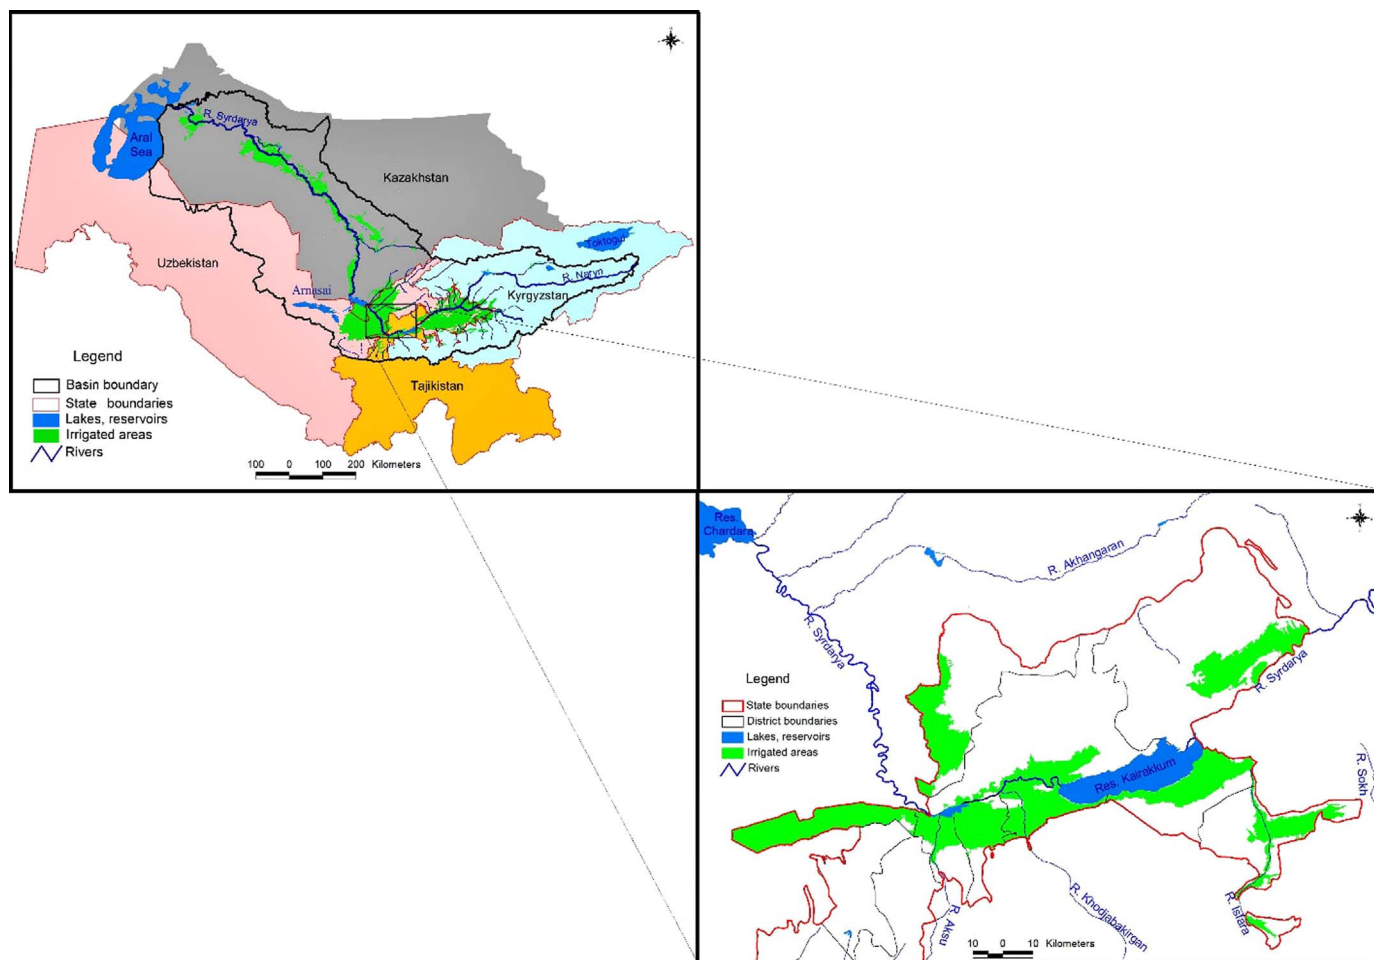 R. Syrdarya
Aral
Sea
Kazakhstan
Toktogul
Uzbekistan
R. Naryn
Arnasai
Kyrgyzstan
Legend
Basin boundary
State boundaries
Lakes, reservoirs
Irrigated areas
Rivers
Tajikistan
100 0 100 200 Kilometers
Res.
Chardara
R. Akhangaran
R. Syrdarya
R. Syrdarya
Legend
State boundaries
District boundaries
Lakes, reservoirs
Irrigated areas
Rivers
Res. Kairakkum
R. Sokh
R. Khodjabakirgan
R. Isfara
R. Aksu
10 0 10 Kilometers